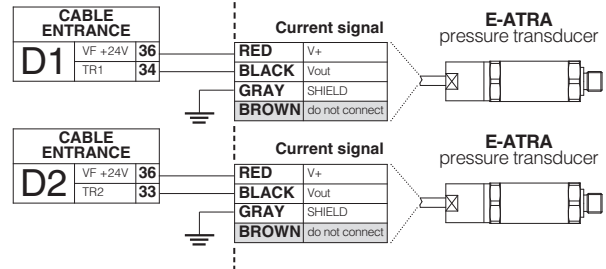 CABLE
ENTRANCE
D1 VF +24V 36
TR1 34
Current signal
RED V+
BLACK Vout
GRAY SHIELD
BROWN do not connect
E-ATRA
pressure transducer
CABLE
ENTRANCE
D2 VF +24V 36
TR2 33
Current signal
RED V+
BLACK Vout
GRAY SHIELD
BROWN do not connect
E-ATRA
pressure transducer